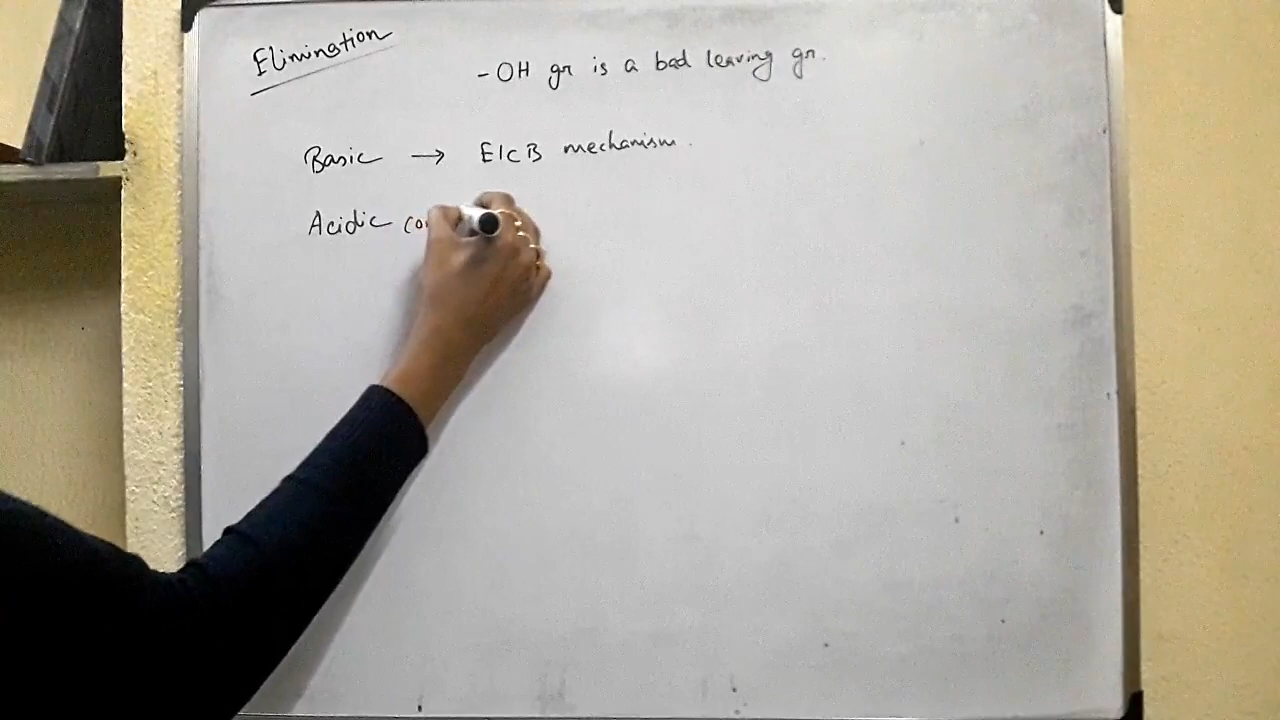 Elimination
-OH gr is a bad leaving gr.
Basic → E1CB mechanism.
Acidic co